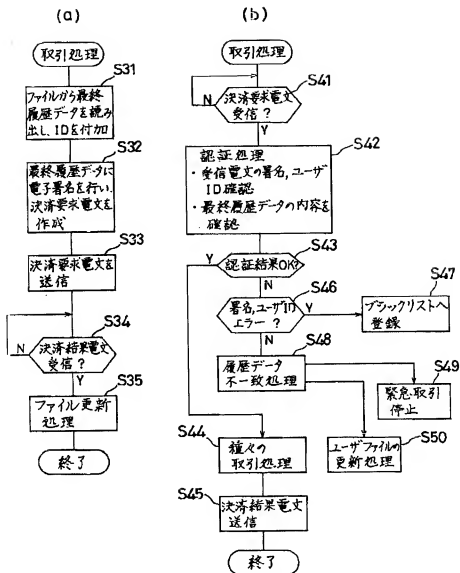 (a)
取引処理
S31
ファイルから最終
履歴データを読み
出し、IDを付加
S32
最終履歴データに
電子署名を行い、
決済要求電文を
作成
S33
決済要求電文を
送信
S34
決済結果電文
受信?
N
Y
S35
ファイル更新
処理
終了
(b)
取引処理
S41
決済要求電文
受信?
N
Y
S42
認証処理
・受信電文の署名,ユーザ
ID確認
・最終履歴データの内容を
確認
S43
認証結果OK?
Y
N
S46
署名,ユーザID
エラー?
Y
N
S47
ブラックリストへ
登録
S48
履歴データ
不一致処理
S49
緊急取引
停止
S50
ユーザファイルの
更新処理
S44
種々の
取引処理
S45
決済結果電文
送信
終了